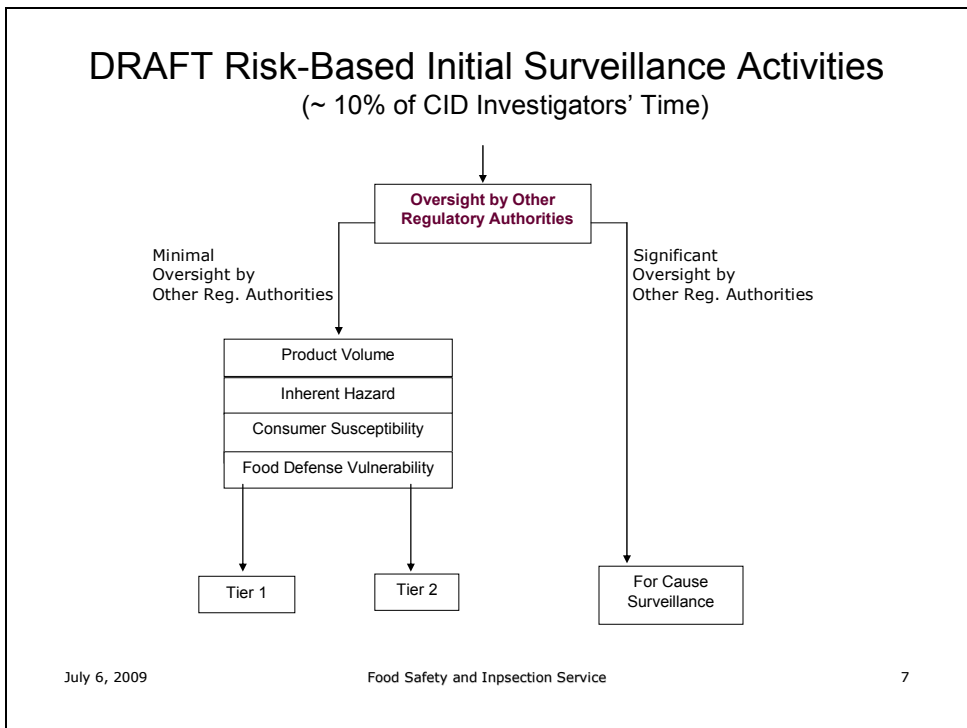 DRAFT Risk-Based Initial Surveillance Activities
(~ 10% of CID Investigators’ Time)
Oversight by Other
Regulatory Authorities
Minimal
Oversight by
Other Reg. Authorities
Significant
Oversight by
Other Reg. Authorities
Product Volume
Inherent Hazard
Consumer Susceptibility
Food Defense Vulnerability
Tier 1
Tier 2
For Cause
Surveillance
July 6, 2009
Food Safety and Inpsection Service
7